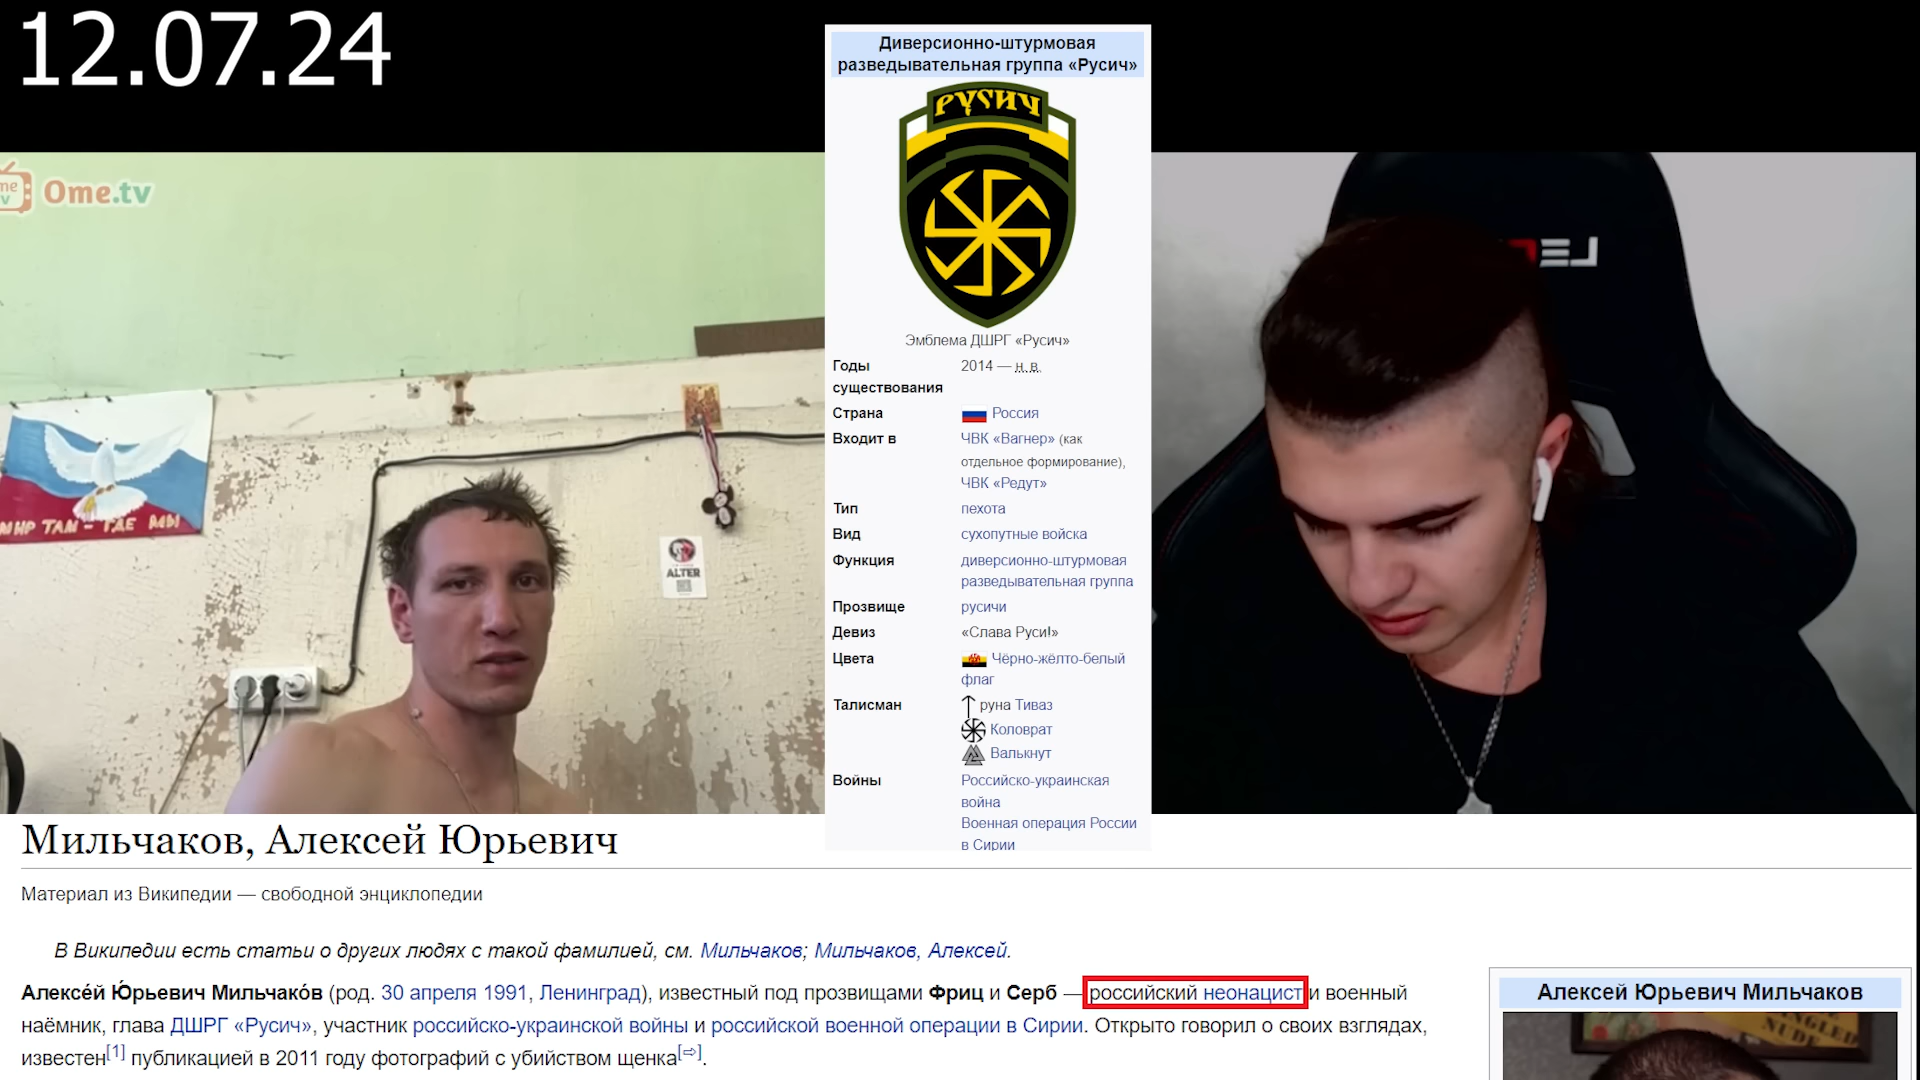 12.07.24
Ome.tv
МИР ТАМ - ГДЕ МЫ
ALTER
Диверсионно-штурмовая
разведывательная группа «Русич»
РУСИЧ
Эмблема ДШРГ «Русич»
Годы существования 2014 — н. в.
Страна Россия
Входит в ЧВК «Вагнер» (как
отдельное формирование),
ЧВК «Редут»
Тип пехота
Вид сухопутные войска
Функция диверсионно-штурмовая
разведывательная группа
Прозвище русичи
Девиз «Слава Руси!»
Цвета Чёрно-жёлто-белый
флаг
Талисман руна Тиваз
Коловрат
Валькнут
Войны Российско-украинская
война
Военная операция России
в Сирии
Мильчаков, Алексей Юрьевич
Материал из Википедии — свободной энциклопедии
В Википедии есть статьи о других людях с такой фамилией, см. Мильчаков; Мильчаков, Алексей.
Алексе́й Ю́рьевич Мильчако́в (род. 30 апреля 1991, Ленинград), известный под прозвищами Фриц и Серб — российский неонацист и военный
наёмник, глава ДШРГ «Русич», участник российско-украинской войны и российской военной операции в Сирии. Открыто говорил о своих взглядах,
известен[1] публикацией в 2011 году фотографий с убийством щенка[⇨].
Алексей Юрьевич Мильчаков